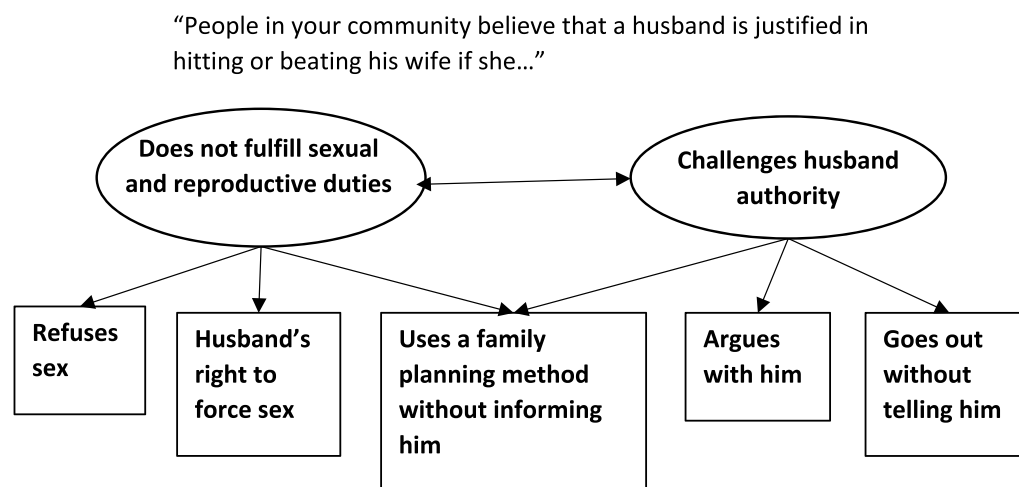 “People in your community believe that a husband is justified in
hitting or beating his wife if she…”
Does not fulfill sexual
and reproductive duties
Challenges husband
authority
Refuses
sex
Husband’s
right to
force sex
Uses a family
planning method
without informing
him
Argues
with him
Goes out
without
telling him